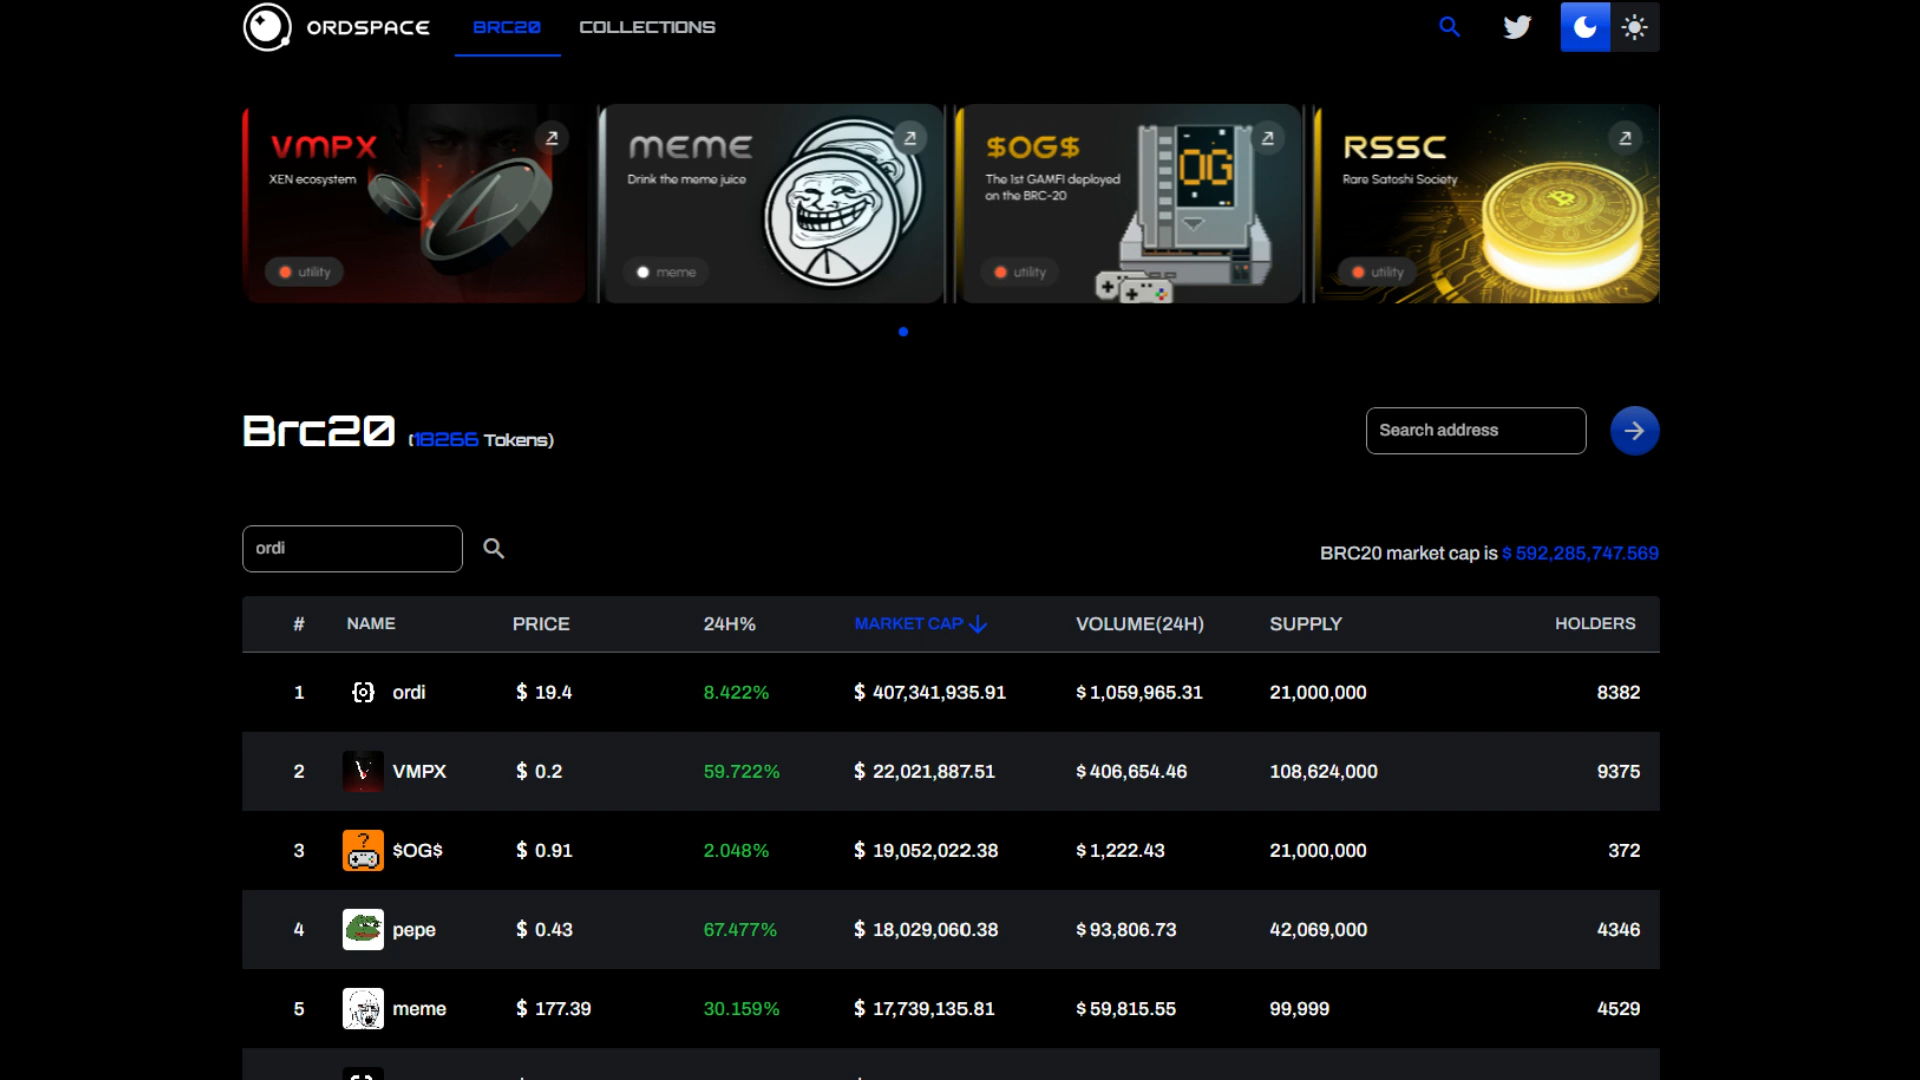 ORDSPACE BRC20 COLLECTIONS
VMPX
XEN ecosystem
utility
MEME
Drink the meme juice
meme
$OG$
The 1st GAMFI deployed
on the BRC-20
OG
utility
RSSC
Rare Satoshi Society
utility
Brc20 (18266 Tokens)
Search address
ordi
BRC20 market cap is $ 592,285,747.569
# NAME PRICE 24H% MARKET CAP VOLUME(24H) SUPPLY HOLDERS
1 ordi $ 19.4 8.422% $ 407,341,935.91 $ 1,059,965.31 21,000,000 8382
2 VMPX $ 0.2 59.722% $ 22,021,887.51 $ 406,654.46 108,624,000 9375
3 $OG$ $ 0.91 2.048% $ 19,052,022.38 $ 1,222.43 21,000,000 372
4 pepe $ 0.43 67.477% $ 18,029,060.38 $ 93,806.73 42,069,000 4346
5 meme $ 177.39 30.159% $ 17,739,135.81 $ 59,815.55 99,999 4529